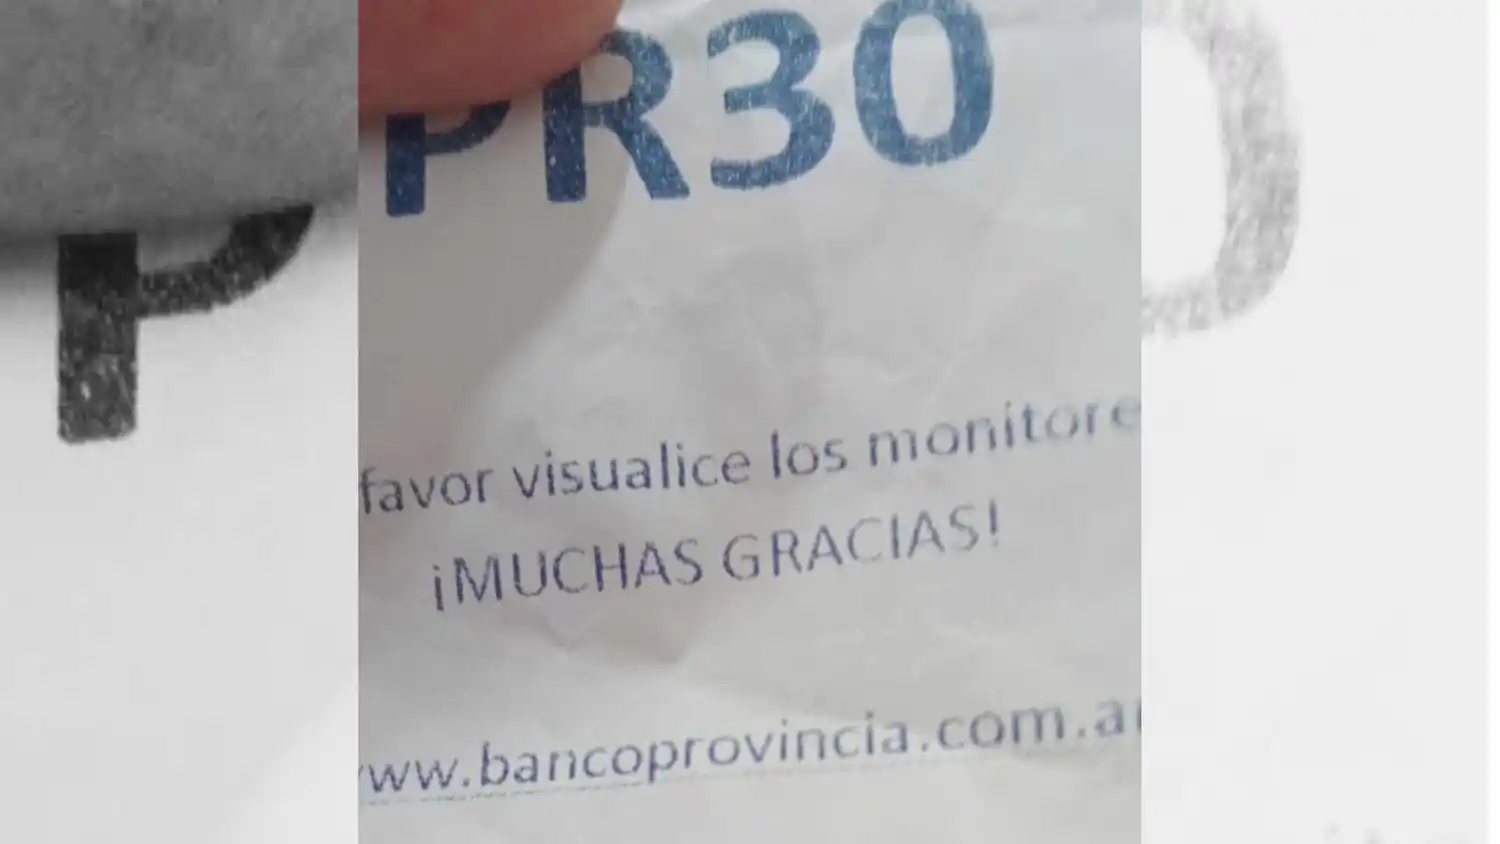 PR30
favor visualice los monitore
¡MUCHAS GRACIAS!
ww.bancoprovincia.com.a